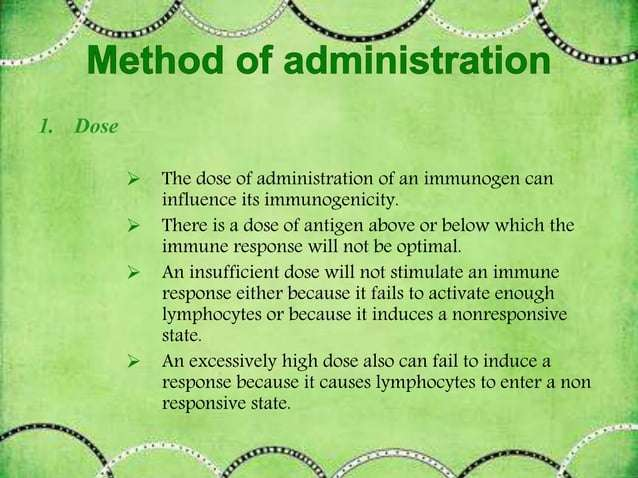 Method of administration
1. Dose
➢ The dose of administration of an immunogen can
influence its immunogenicity.
➢ There is a dose of antigen above or below which the
immune response will not be optimal.
➢ An insufficient dose will not stimulate an immune
response either because it fails to activate enough
lymphocytes or because it induces a nonresponsive
state.
➢ An excessively high dose also can fail to induce a
response because it causes lymphocytes to enter a non
responsive state.